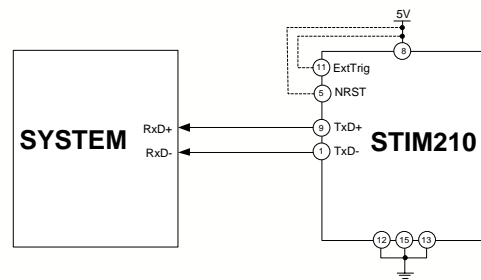 5V
8
11 ExtTrig
5 NRST
RxD+ 9 TxD+
SYSTEM STIM210
RxD- 1 TxD-
12 15 13